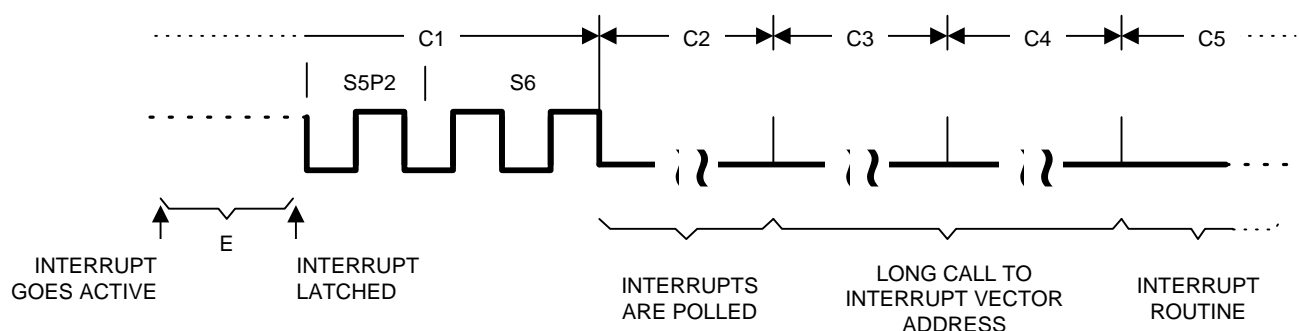 C1
C2
C3
C4
C5
S5P2
S6
E
INTERRUPT
GOES ACTIVE
INTERRUPT
LATCHED
INTERRUPTS
ARE POLLED
LONG CALL TO
INTERRUPT VECTOR
ADDRESS
INTERRUPT
ROUTINE